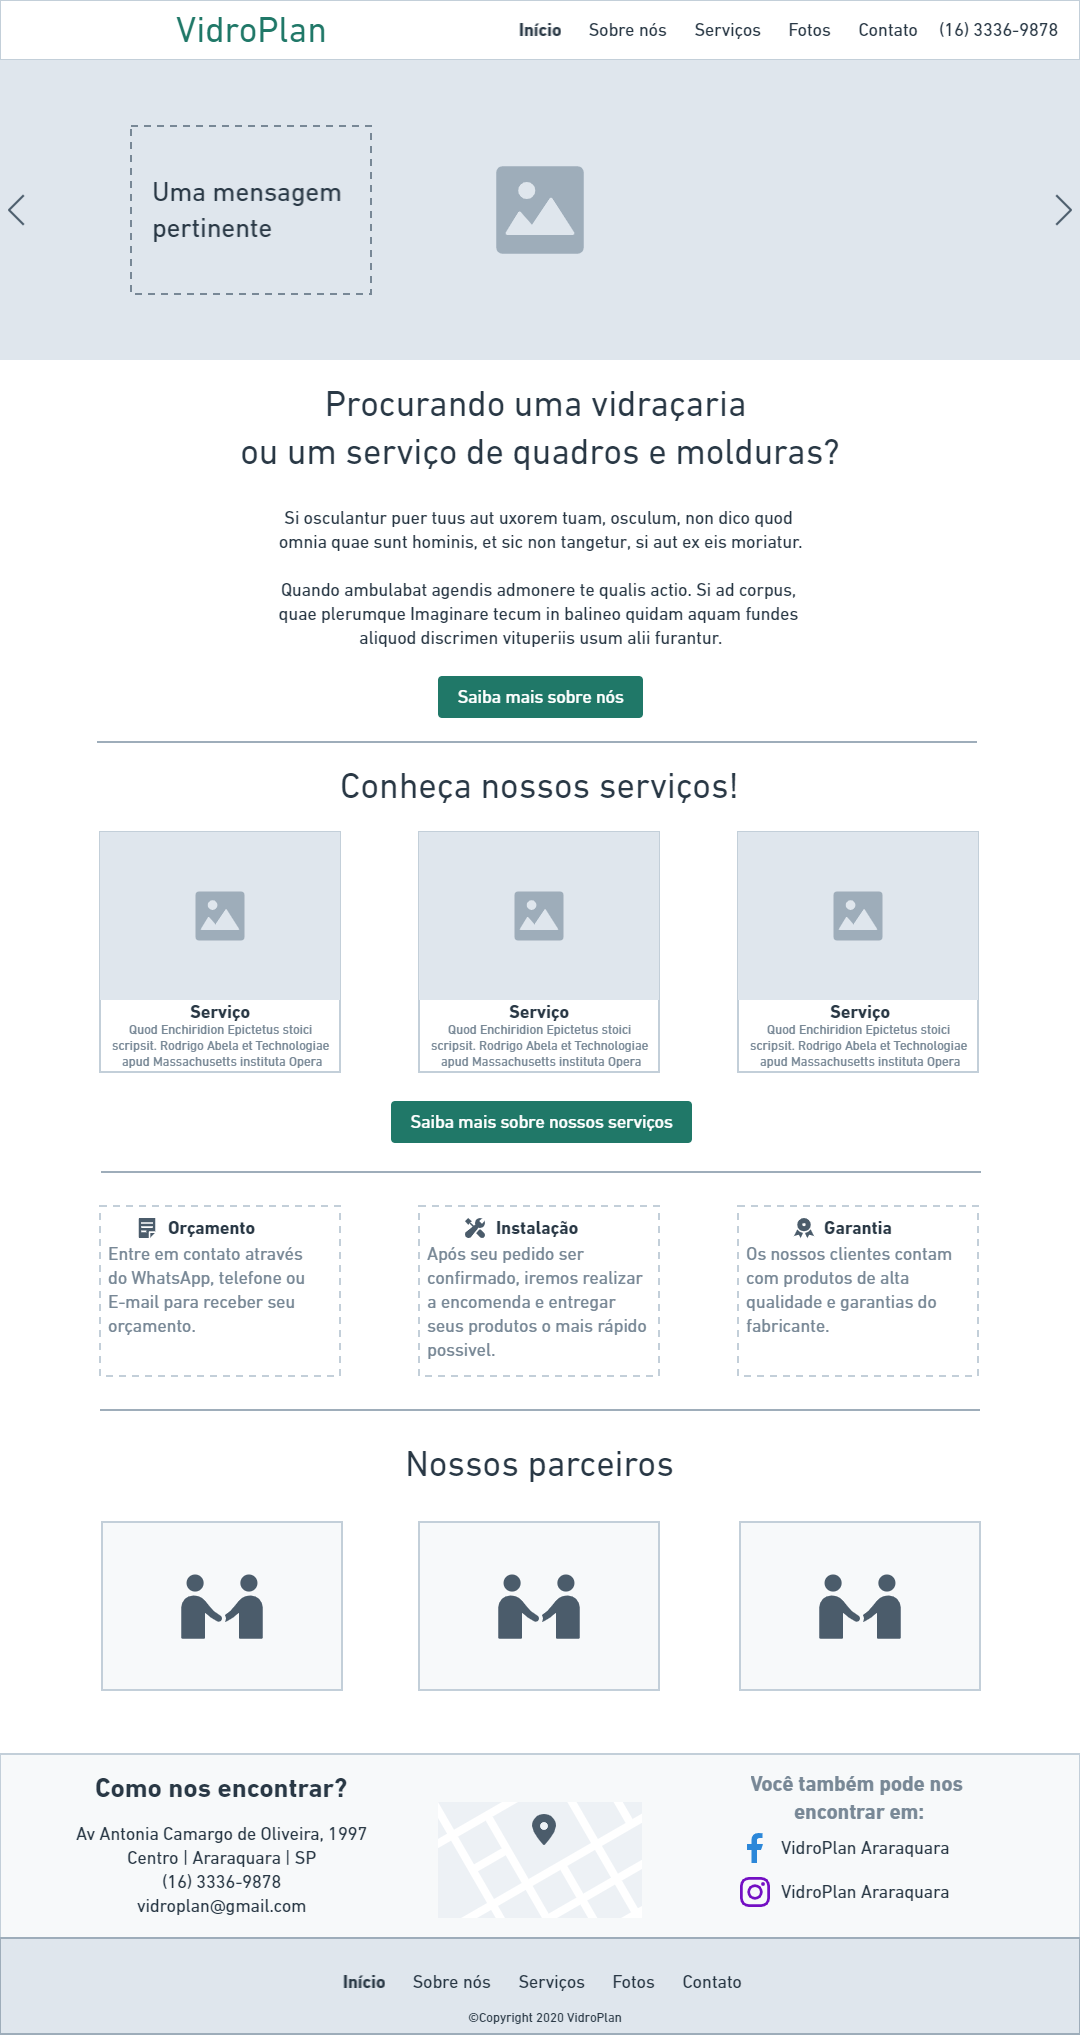 VidroPlan
Início Sobre nós Serviços Fotos Contato (16) 3336-9878
Uma mensagem
pertinente
Procurando uma vidraçaria
ou um serviço de quadros e molduras?
Si osculantur puer tuus aut uxorem tuam, osculum, non dico quod
omnia quae sunt hominis, et sic non tangetur, si aut ex eis moriatur.
Quando ambulabat agendis admonere te qualis actio. Si ad corpus,
quae plerumque Imaginare tecum in balineo quidam aquam fundes
aliquod discrimen vituperiis usum alii furantur.
Saiba mais sobre nós
Conheça nossos serviços!
Serviço
Quod Enchiridion Epictetus stoici
scripsit. Rodrigo Abela et Technologiae
apud Massachusetts instituta Opera
Serviço
Quod Enchiridion Epictetus stoici
scripsit. Rodrigo Abela et Technologiae
apud Massachusetts instituta Opera
Serviço
Quod Enchiridion Epictetus stoici
scripsit. Rodrigo Abela et Technologiae
apud Massachusetts instituta Opera
Saiba mais sobre nossos serviços
Orçamento
Entre em contato através
do WhatsApp, telefone ou
E-mail para receber seu
orçamento.
Instalação
Após seu pedido ser
confirmado, iremos realizar
a encomenda e entregar
seus produtos o mais rápido
possivel.
Garantia
Os nossos clientes contam
com produtos de alta
qualidade e garantias do
fabricante.
Nossos parceiros
Como nos encontrar?
Av Antonia Camargo de Oliveira, 1997
Centro | Araraquara | SP
(16) 3336-9878
vidroplan@gmail.com
Você também pode nos
encontrar em:
VidroPlan Araraquara
VidroPlan Araraquara
Início Sobre nós Serviços Fotos Contato
©Copyright 2020 VidroPlan